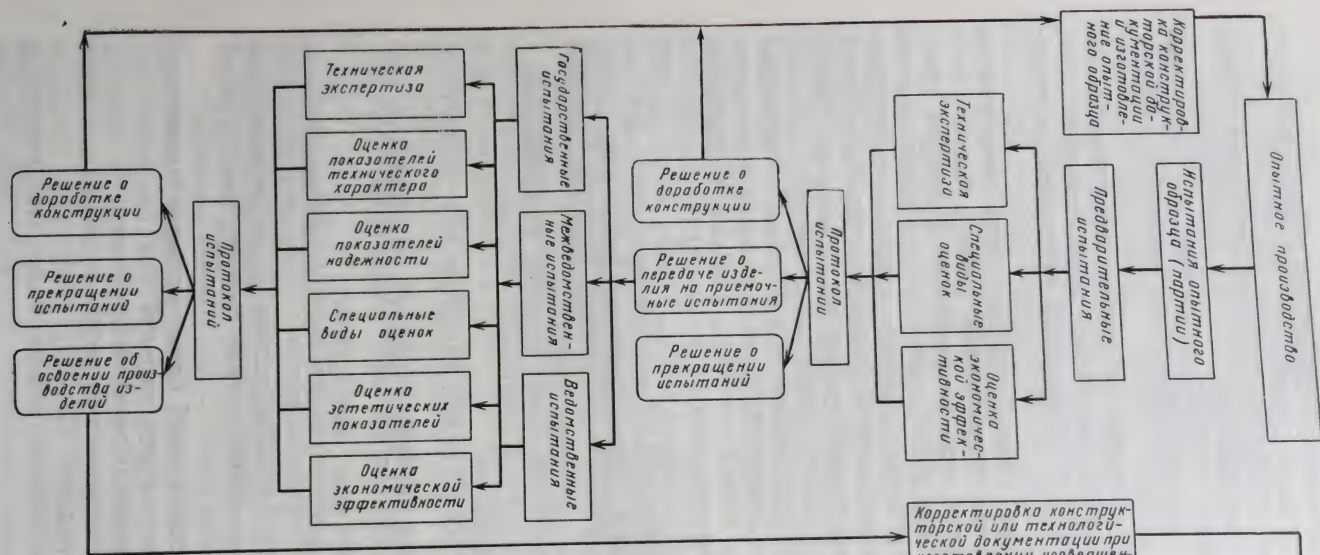 Опытное производство
Корректиров-
ка конструк-
торской до-
кументации
и изготовле-
ние опыт-
ного образца
Испытания опытного
образца (партии)
Предварительные
испытания
Техническая
экспертиза
Специальные
виды
оценок
Оценка
экономичес-
кой эффек-
тивности
Протокол
испытании
Решение о
доработке
конструкции
Решение о
передаче изде-
лия на приемоч-
ные испытания
Решение о
прекращении
испытаний
Государственные
испытания
Межведомствен-
ные испытания
Ведомственные
испытания
Техническая
экспертиза
Оценка
показателей
технического
характера
Оценка
показателей
надежности
Специальные
виды оценок
Оценка
эстетических
показателей
Оценка
экономической
эффективности
Протокол
испытаний
Решение о
доработке
конструкции
Решение о
прекращении
испытаний
Решение об
освоении произ-
водства из-
делий
Корректировка конструк-
торской или технологи-
ческой документации при